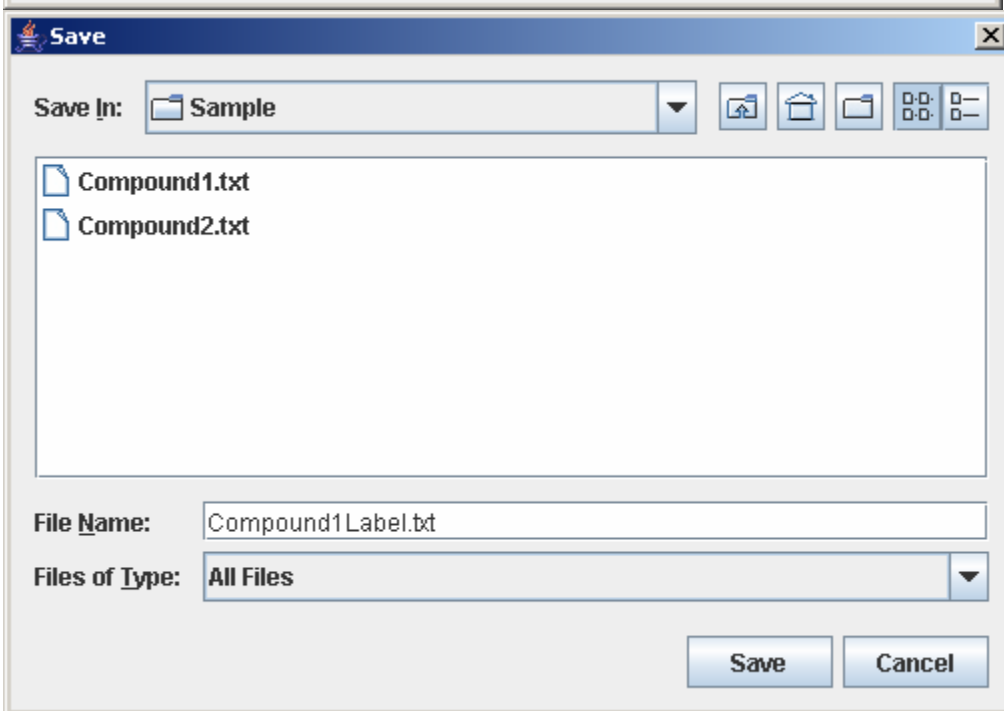 Save
Save In: Sample
Compound1.txt
Compound2.txt
File Name: Compound1Label.txt
Files of Type: All Files
Save Cancel